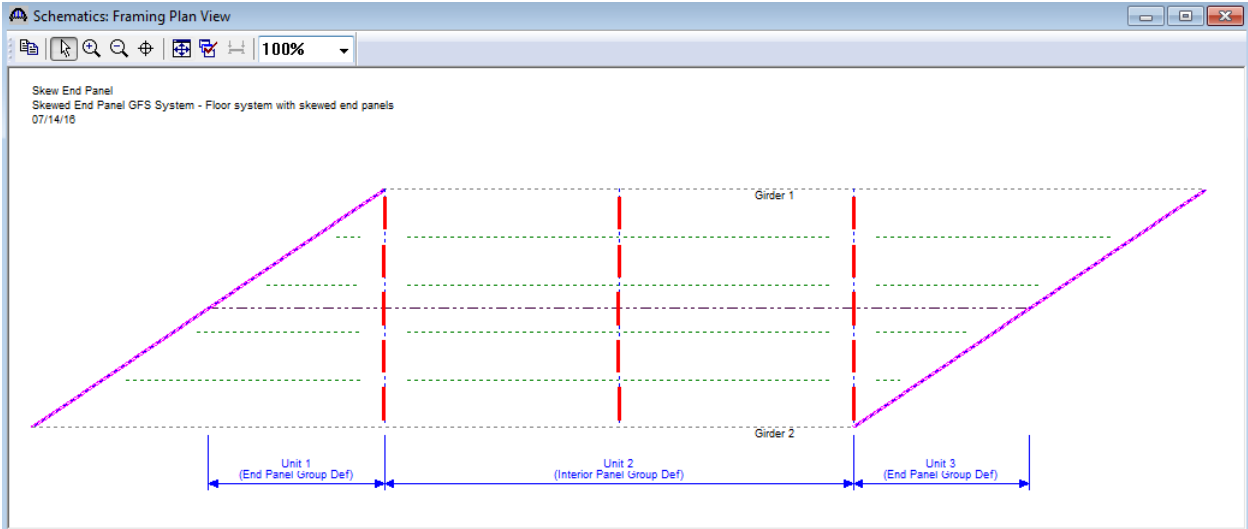 Schematics: Framing Plan View
100%
Skew End Panel
Skewed End Panel GFS System - Floor system with skewed end panels
07/14/16
Girder 1
Girder 2
Unit 1
(End Panel Group Def)
Unit 2
(Interior Panel Group Def)
Unit 3
(End Panel Group Def)